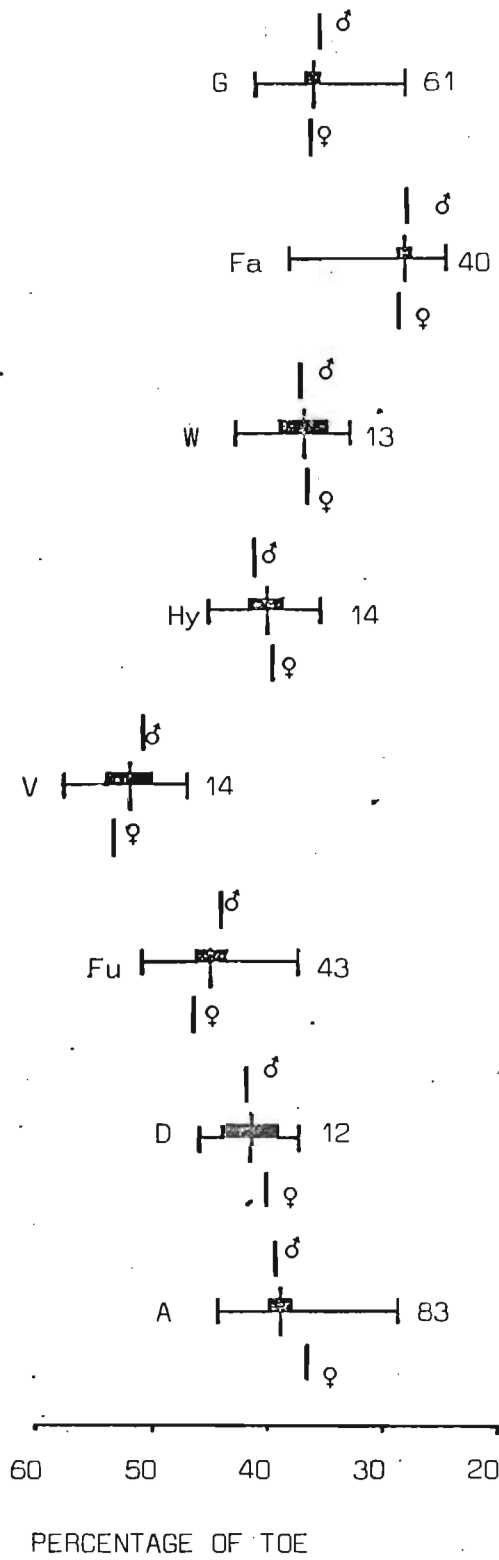 ♂
G 61
♀
♂
Fa 40
♀
♂
W 13
♀
♂
Hy 14
♀
♂
V 14
♀
♂
Fu 43
♀
♂
D 12
♀
♂
A 83
♀
60 50 40 30 20
PERCENTAGE OF TOE